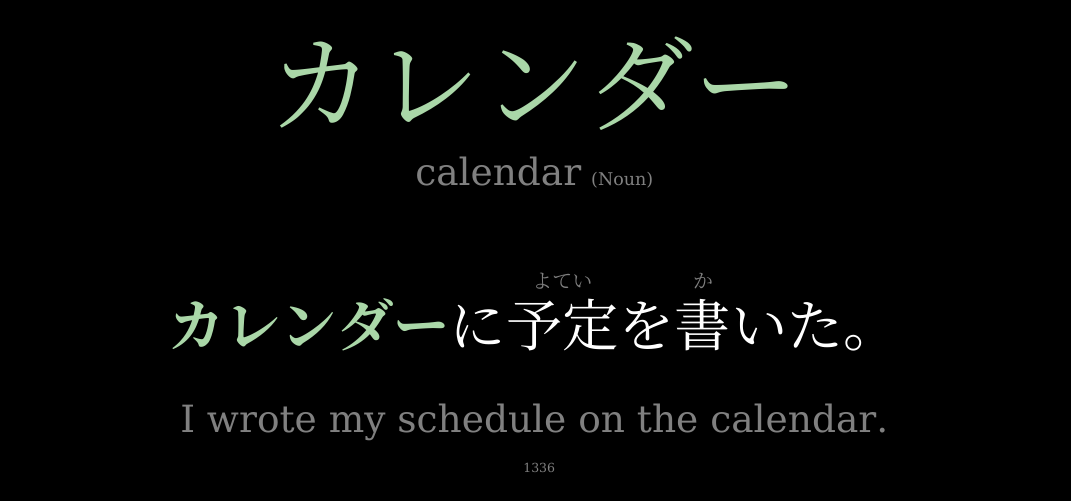 カレンダー
calendar (Noun)
よてい か
カレンダーに予定を書いた。
I wrote my schedule on the calendar.
1336